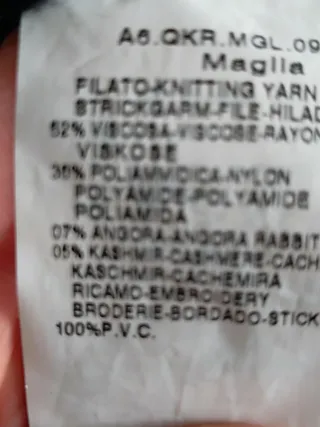 A6.QKR.MGL.09
Maglia
FILATO-KNITTING YARN
STRICKGARM-FILE-HILAD
52% VISCOSA-VISCOSE-RAYON
VISKOSE
36% POLIAMMIDICA-NYLON
POLYAMIDE-POLYAMIDE
POLIAMIDA
07% ANGORA-ANGORA RABBIT
05% KASHMIR-CASHMERE-CACH
KASCHMIR-CACHEMIRA
RICAMO-EMBROIDERY
BRODERIE-BORDADO-STICK
100%P.V.C.